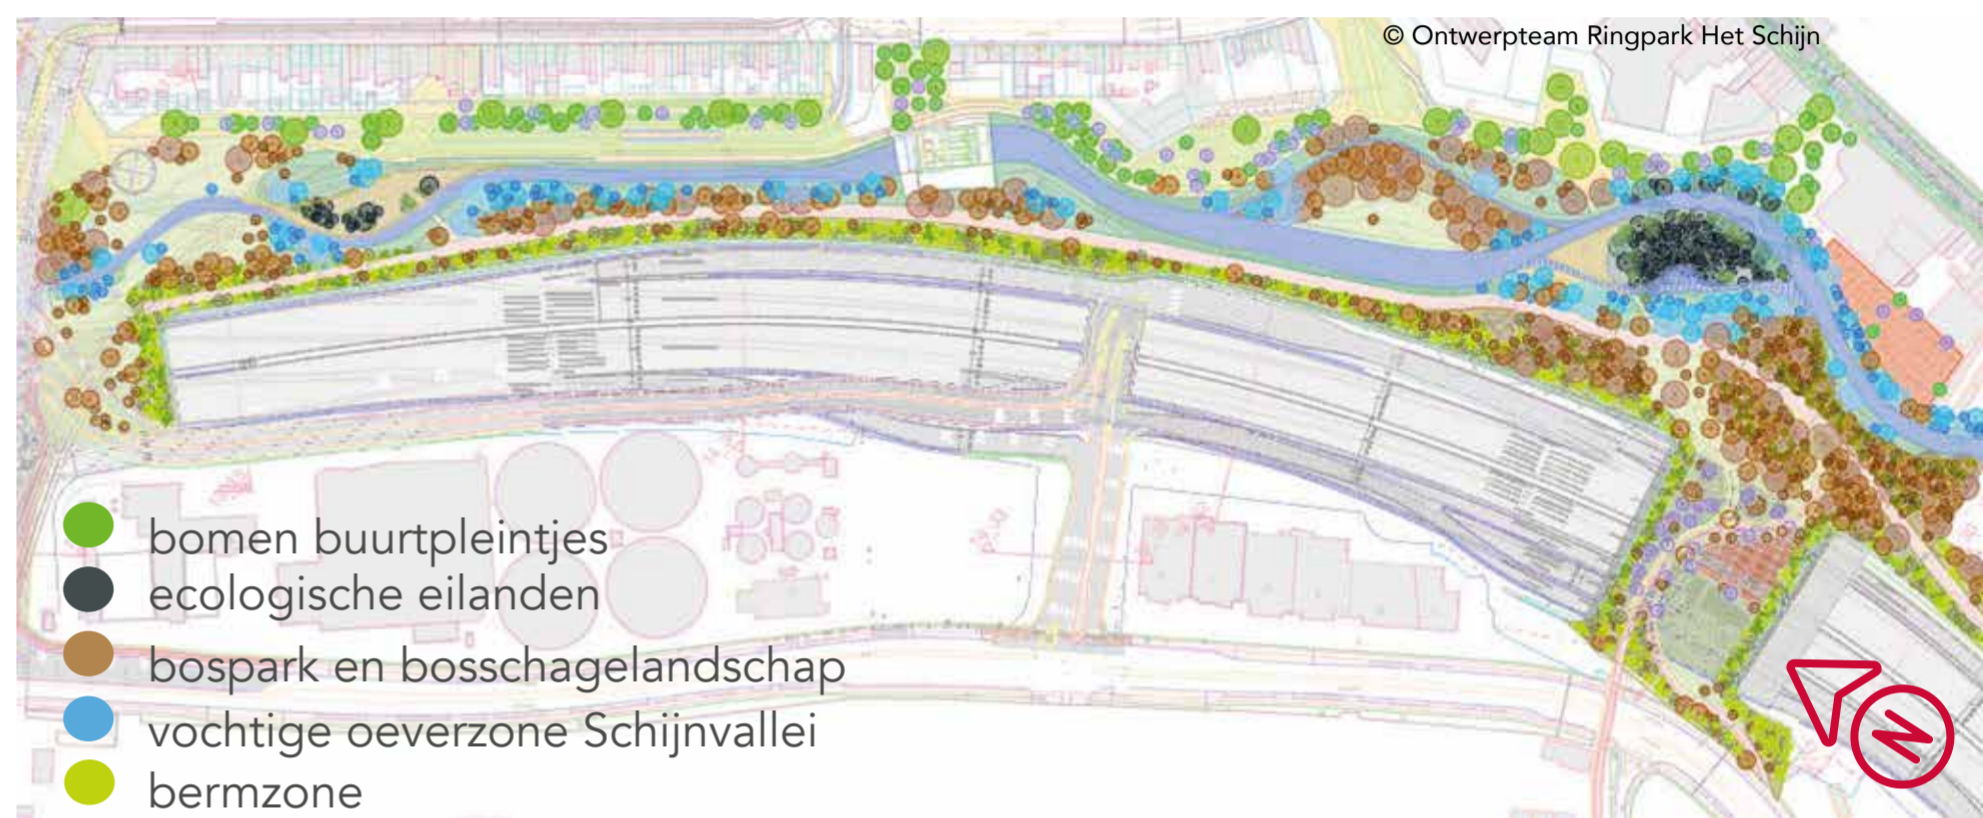 © Ontwerpteam Ringpark Het Schijn
bomen buurtpleintjes
ecologische eilanden
bospark en bosschagelandschap
vochtige oeverzone Schijnvallei
bermzone
N